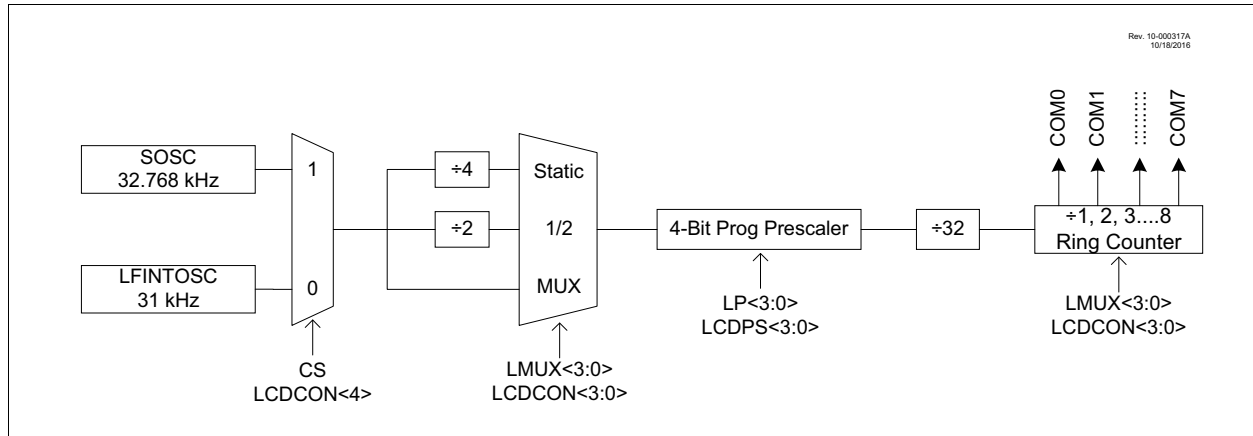 Rev. 10-000317A
10/18/2016
COM0
COM1
COM7
SOSC
32.768 kHz
1
÷4
Static
÷2
1/2
4-Bit Prog Prescaler
÷32
÷1, 2, 3....8
Ring Counter
LFINTOSC
31 kHz
0
MUX
LP<3:0>
LCDPS<3:0>
LMUX<3:0>
LCDCON<3:0>
CS
LCDCON<4>
LMUX<3:0>
LCDCON<3:0>